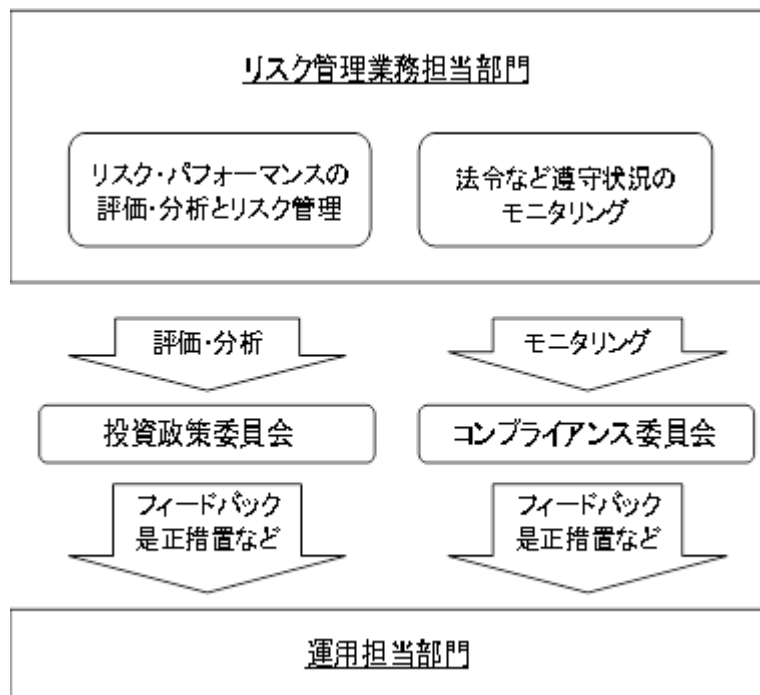 リスク管理業務担当部門
リスク・パフォーマンスの
評価・分析とリスク管理
法令など遵守状況の
モニタリング
評価・分析
モニタリング
投資政策委員会
コンプライアンス委員会
フィードバック
是正措置など
フィードバック
是正措置など
運用担当部門